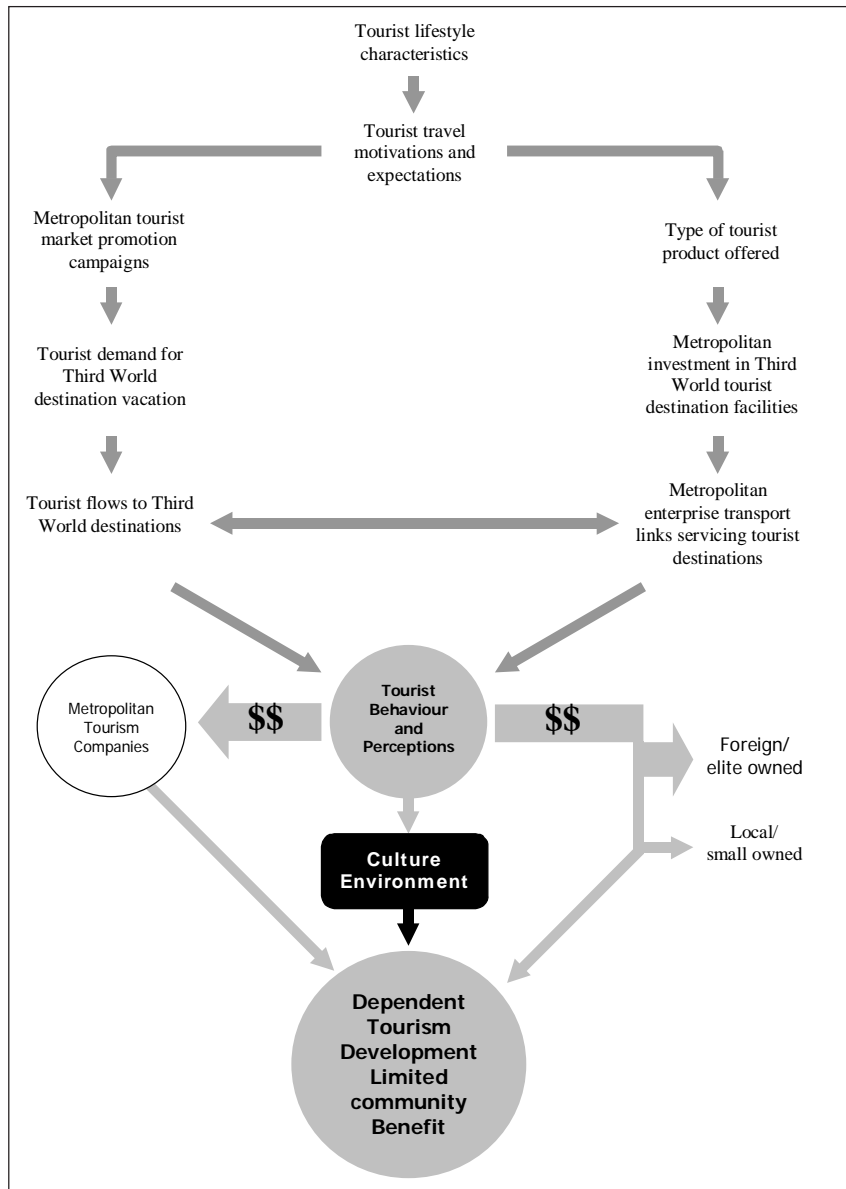 Tourist lifestyle
characteristics
Tourist travel
motivations and
expectations
Metropolitan tourist
market promotion
campaigns
Type of tourist
product offered
Tourist demand for
Third World
destination vacation
Metropolitan
investment in Third
World tourist
destination facilities
Tourist flows to Third
World destinations
Metropolitan
enterprise transport
links servicing tourist
destinations
Metropolitan
Tourism
Companies
$$
Tourist
Behaviour
and
Perceptions
$$
Foreign/
elite owned
Local/
small owned
Culture
Environment
Dependent
Tourism
Development
Limited
community
Benefit